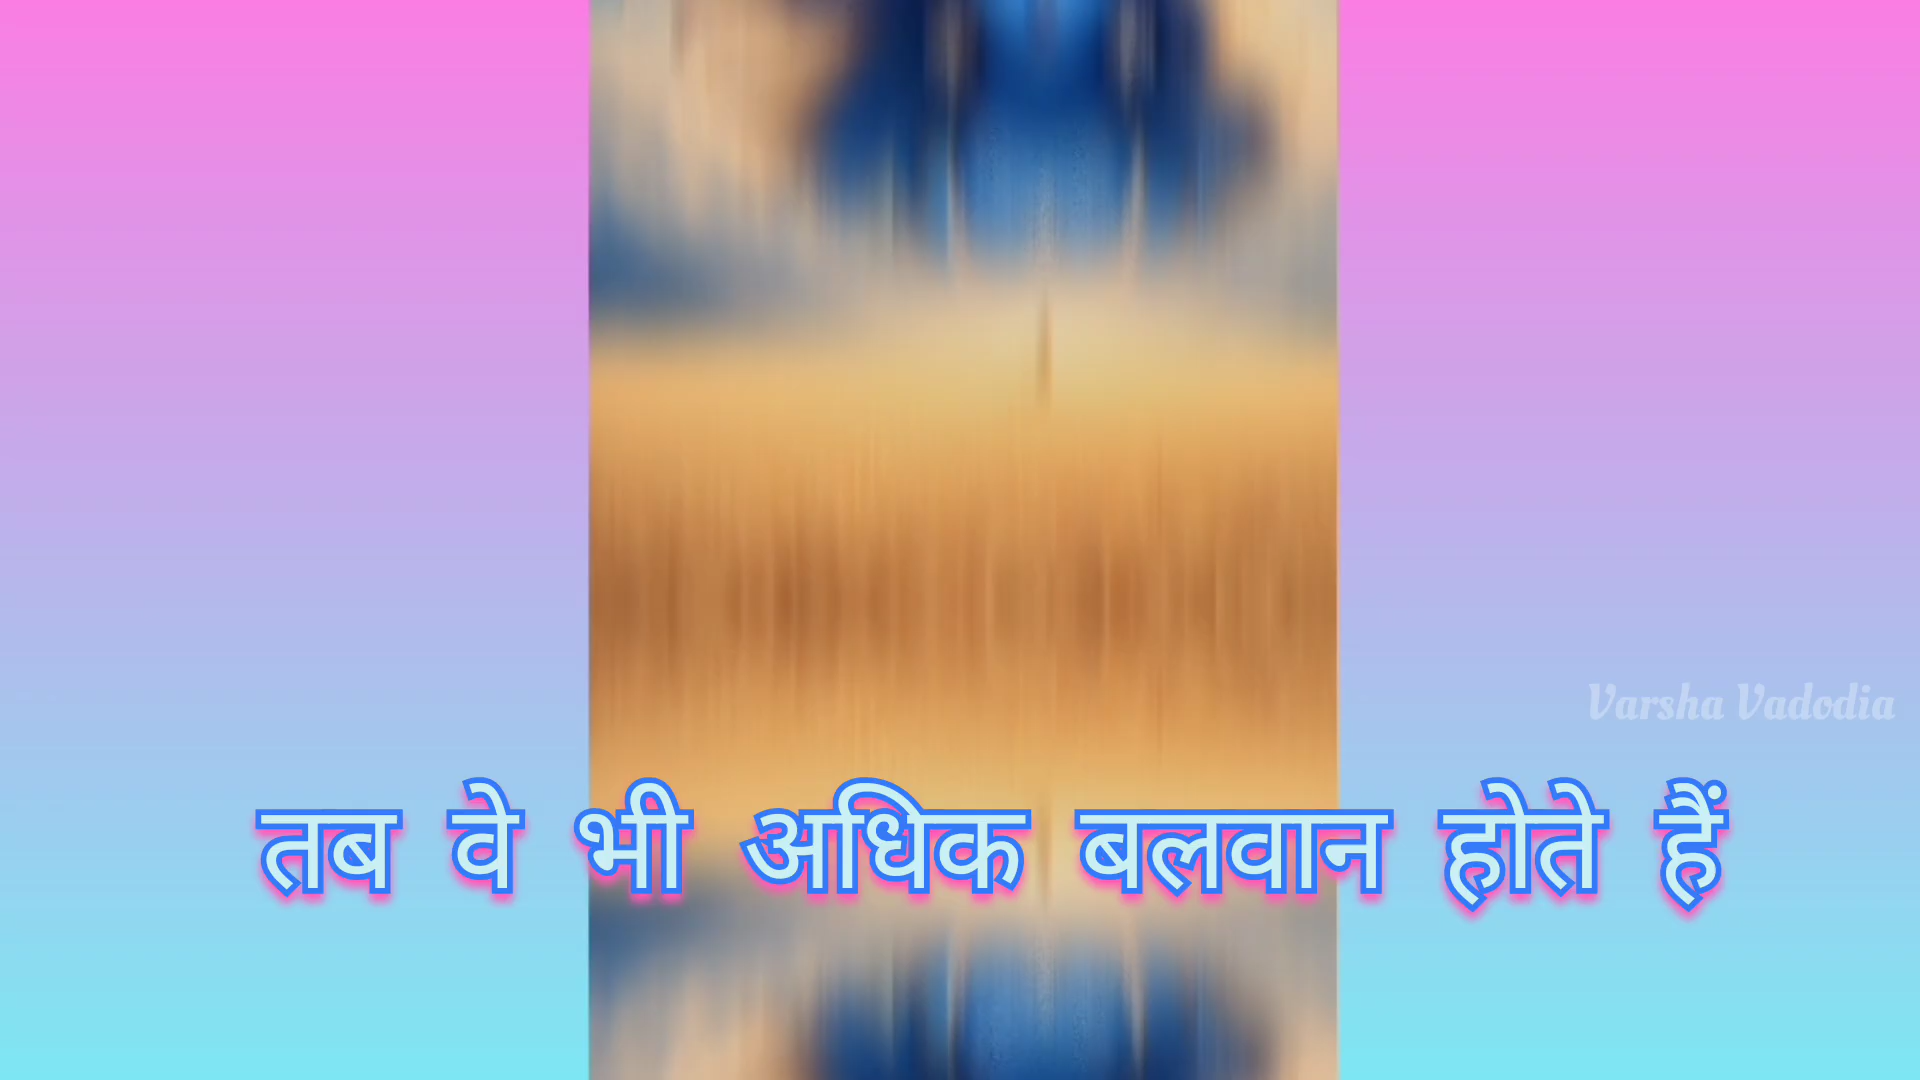 Varsha Vadodia
तब वे भी अधिक बलवान होते हैं